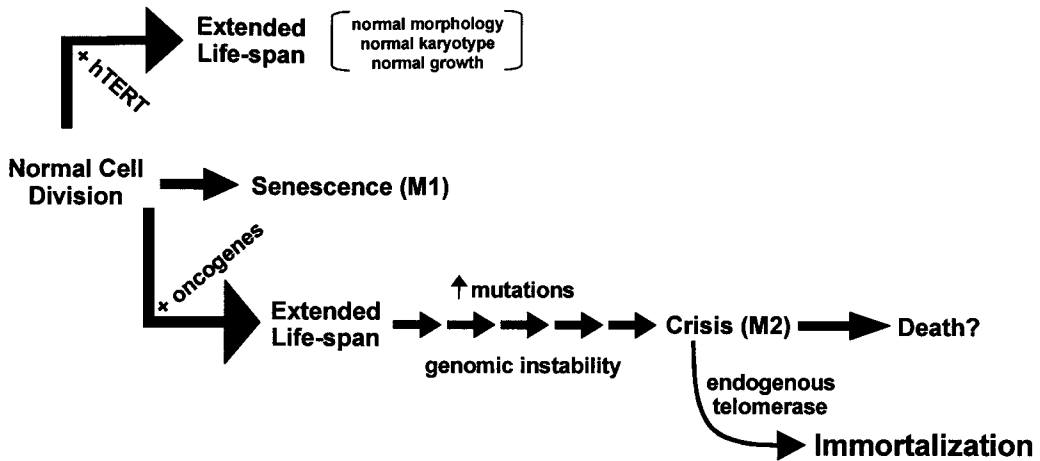 Extended
Life-span
normal morphology
normal karyotype
normal growth
+ hTERT
Normal Cell
Division
Senescence (M1)
+ oncogenes
Extended
Life-span
↑mutations
genomic instability
Crisis (M2)
Death?
endogenous
telomerase
Immortalization